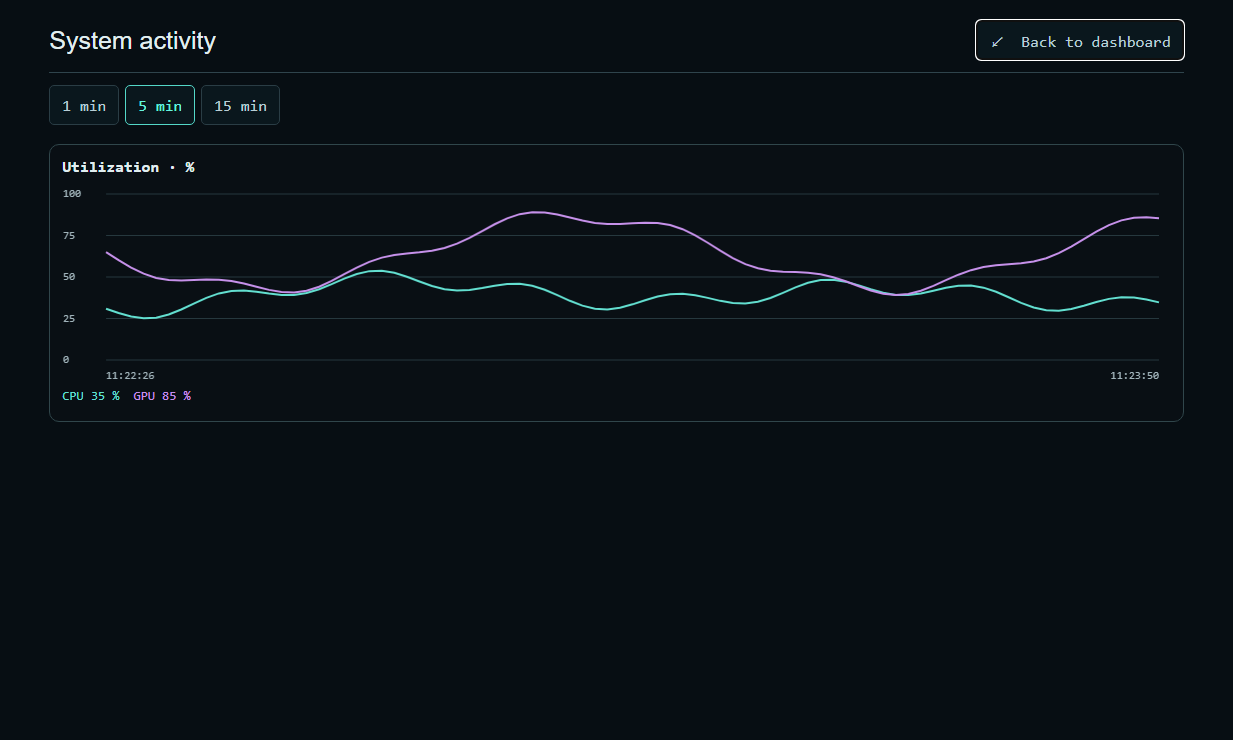 System activity
↙ Back to dashboard
1 min 5 min 15 min
Utilization · %
100
75
50
25
0
11:22:26 11:23:50
CPU 35 % GPU 85 %